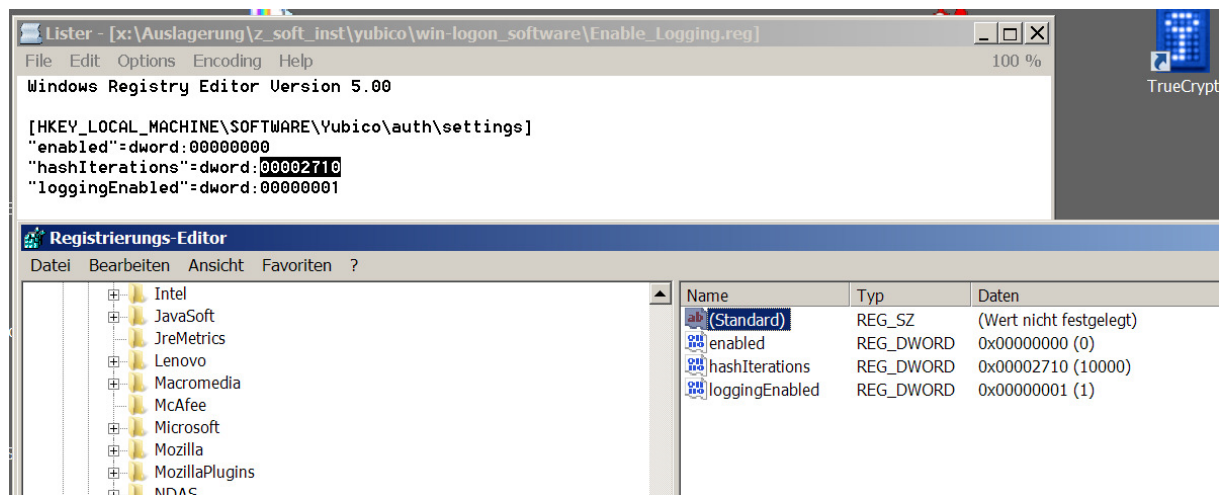 Lister - [x:\Auslagerung\z_soft_inst\yubico\win-logon_software\Enable_Logging.reg]
File Edit Options Encoding Help 100 %
Windows Registry Editor Version 5.00
[HKEY_LOCAL_MACHINE\SOFTWARE\Yubico\auth\settings]
"enabled"=dword:00000000
"hashIterations"=dword:00002710
"loggingEnabled"=dword:00000001
TrueCrypt
Registrierungs-Editor
Datei Bearbeiten Ansicht Favoriten ?
Intel
JavaSoft
JreMetrics
Lenovo
Macromedia
McAfee
Microsoft
Mozilla
MozillaPlugins
NDAS
Name Typ Daten
(Standard) REG_SZ (Wert nicht festgelegt)
enabled REG_DWORD 0x00000000 (0)
hashIterations REG_DWORD 0x00002710 (10000)
loggingEnabled REG_DWORD 0x00000001 (1)